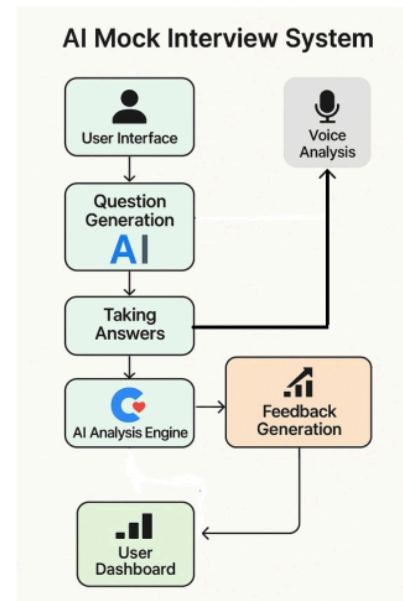 AI Mock Interview System
User Interface
Voice
Analysis
Question
Generation
AI
Taking
Answers
AI Analysis Engine
Feedback
Generation
User
Dashboard